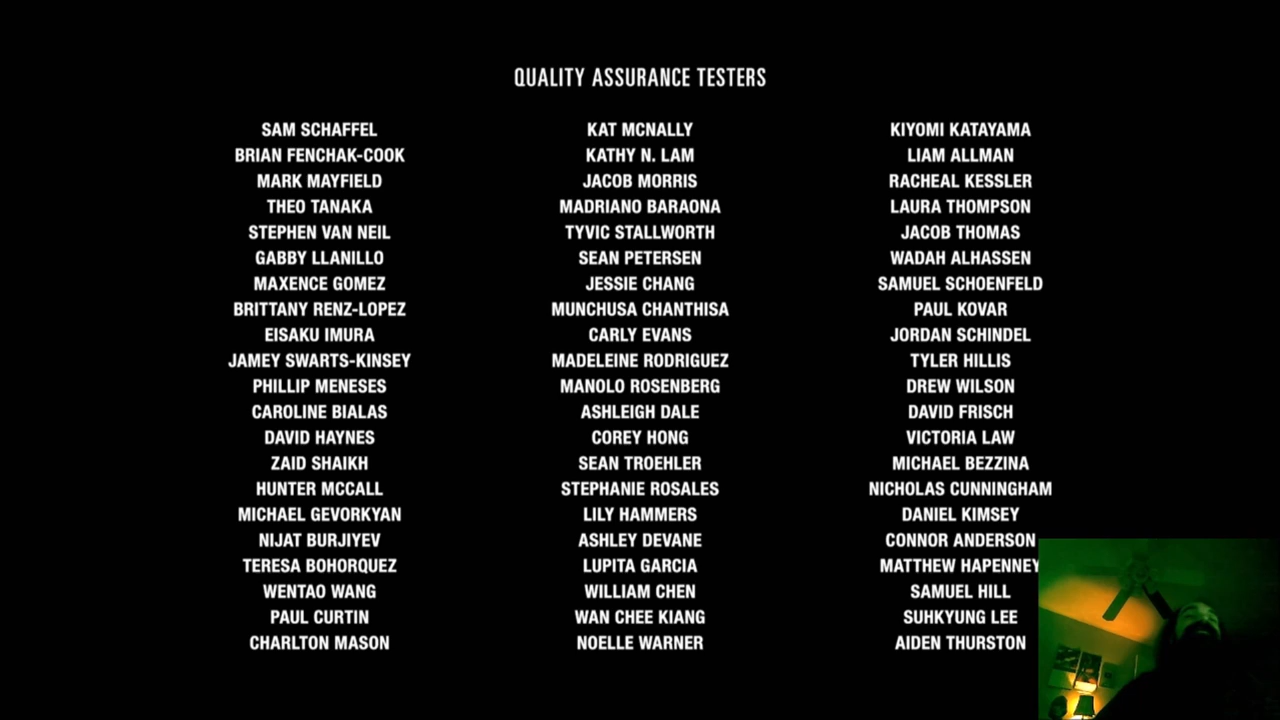 QUALITY ASSURANCE TESTERS
SAM SCHAFFEL
BRIAN FENCHAK-COOK
MARK MAYFIELD
THEO TANAKA
STEPHEN VAN NEIL
GABBY LLANILLO
MAXENCE GOMEZ
BRITTANY RENZ-LOPEZ
EISAKU IMURA
JAMEY SWARTS-KINSEY
PHILLIP MENESES
CAROLINE BIALAS
DAVID HAYNES
ZAID SHAIKH
HUNTER MCCALL
MICHAEL GEVORKYAN
NIJAT BURJIYEV
TERESA BOHORQUEZ
WENTAO WANG
PAUL CURTIN
CHARLTON MASON
KAT MCNALLY
KATHY N. LAM
JACOB MORRIS
MADRIANO BARAONA
TYVIC STALLWORTH
SEAN PETERSEN
JESSIE CHANG
MUNCHUSA CHANTHISA
CARLY EVANS
MADELEINE RODRIGUEZ
MANOLO ROSENBERG
ASHLEIGH DALE
COREY HONG
SEAN TROEHLER
STEPHANIE ROSALES
LILY HAMMERS
ASHLEY DEVANE
LUPITA GARCIA
WILLIAM CHEN
WAN CHEE KIANG
NOELLE WARNER
KIYOMI KATAYAMA
LIAM ALLMAN
RACHEAL KESSLER
LAURA THOMPSON
JACOB THOMAS
WADAH ALHASSEN
SAMUEL SCHOENFELD
PAUL KOVAR
JORDAN SCHINDEL
TYLER HILLIS
DREW WILSON
DAVID FRISCH
VICTORIA LAW
MICHAEL BEZZINA
NICHOLAS CUNNINGHAM
DANIEL KIMSEY
CONNOR ANDERSON
MATTHEW HAPENNEY
SAMUEL HILL
SUHKYUNG LEE
AIDEN THURSTON